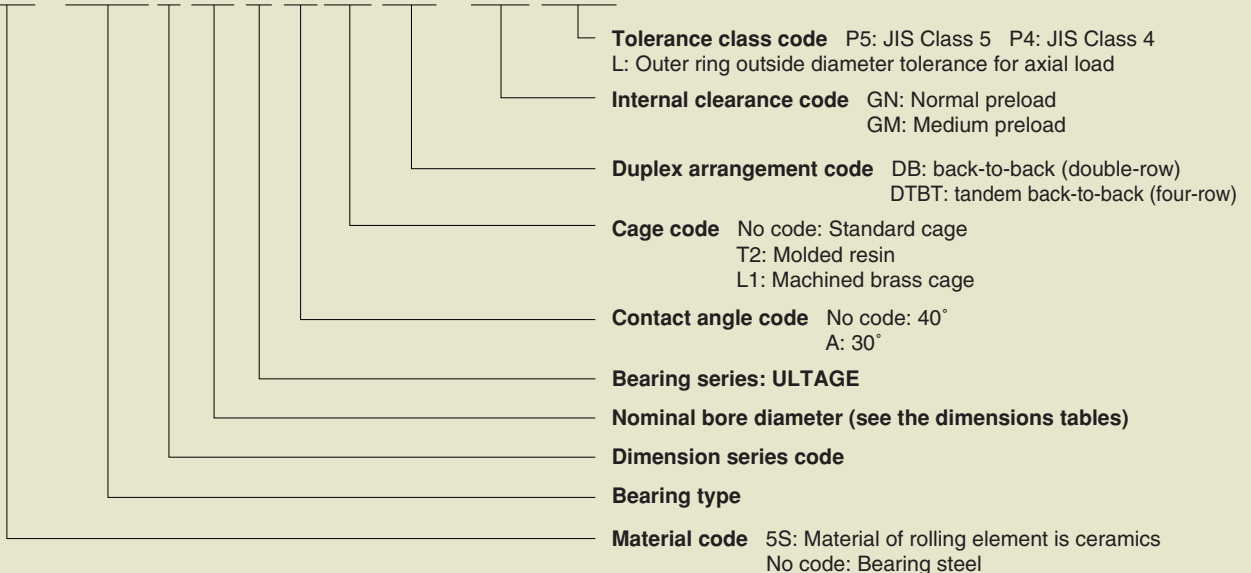 Tolerance class code P5: JIS Class 5 P4: JIS Class 4
L: Outer ring outside diameter tolerance for axial load
Internal clearance code GN: Normal preload
GM: Medium preload
Duplex arrangement code DB: back-to-back (double-row)
DTBT: tandem back-to-back (four-row)
Cage code No code: Standard cage
T2: Molded resin
L1: Machined brass cage
Contact angle code No code: 40˚
A: 30˚
Bearing series: ULTAGE
Nominal bore diameter (see the dimensions tables)
Dimension series code
Bearing type
Material code 5S: Material of rolling element is ceramics
No code: Bearing steel